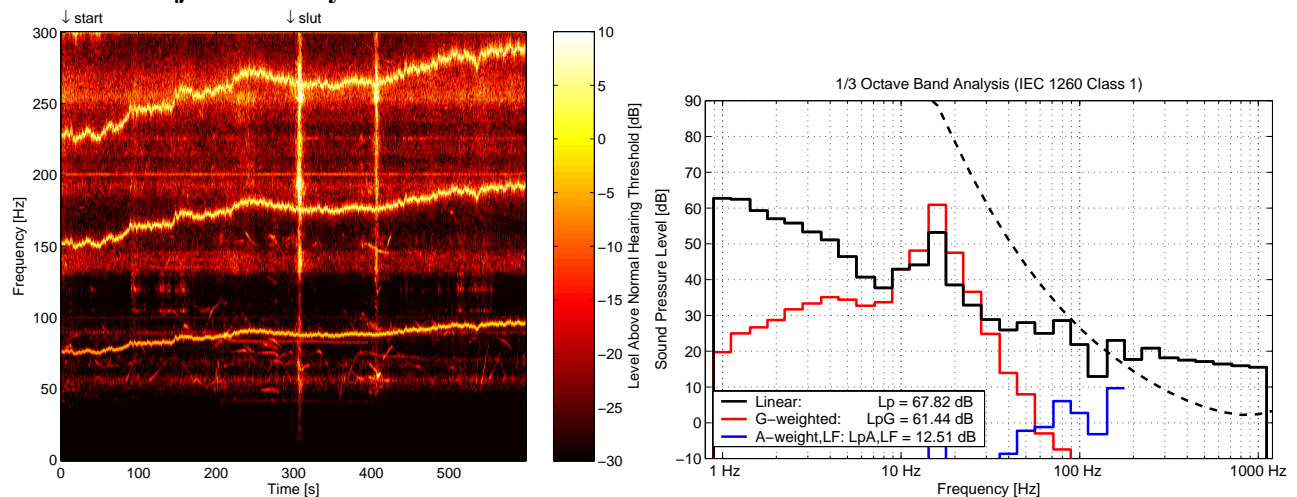 ↓ start
↓ slut
300
250
200
150
100
50
0
Frequency [Hz]
0 100 200 300 400 500
Time [s]
10
5
0
−5
−10
−15
−20
−25
−30
Level Above Normal Hearing Threshold [dB]
1/3 Octave Band Analysis (IEC 1260 Class 1)
90
80
70
60
50
40
30
20
10
0
−10
Sound Pressure Level [dB]
Linear: Lp = 67.82 dB
G−weighted: LpG = 61.44 dB
A−weight,LF: LpA,LF = 12.51 dB
1 Hz 10 Hz 100 Hz 1000 Hz
Frequency [Hz]